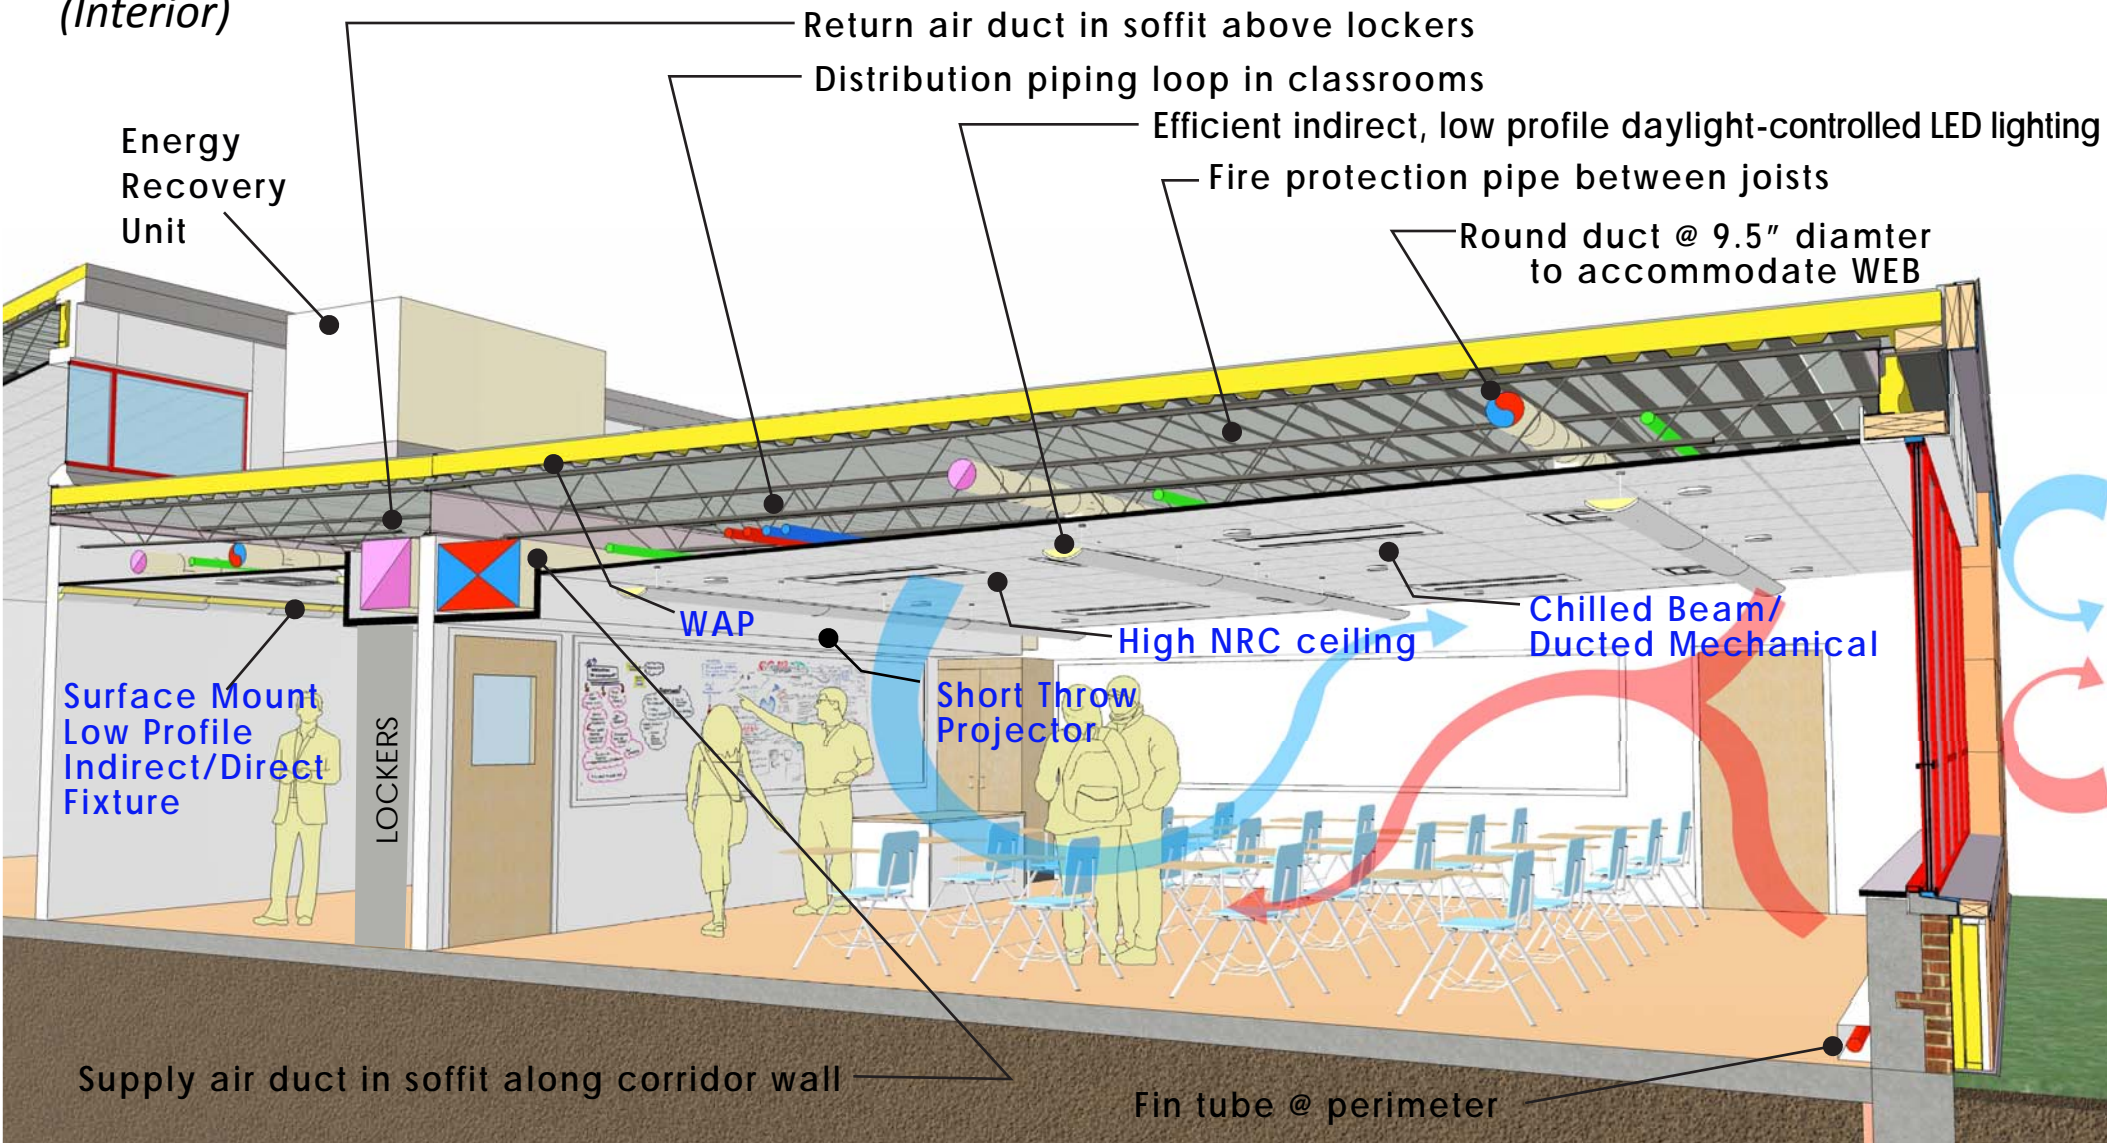 (Interior)
Return air duct in soffit above lockers
Distribution piping loop in classrooms
Efficient indirect, low profile daylight-controlled LED lighting
Fire protection pipe between joists
Round duct @ 9.5" diamter
to accommodate WEB
Energy
Recovery
Unit
WAP
High NRC ceiling
Chilled Beam/
Ducted Mechanical
Short Throw
Projector
Surface Mount
Low Profile
Indirect/Direct
Fixture
LOCKERS
Supply air duct in soffit along corridor wall
Fin tube @ perimeter